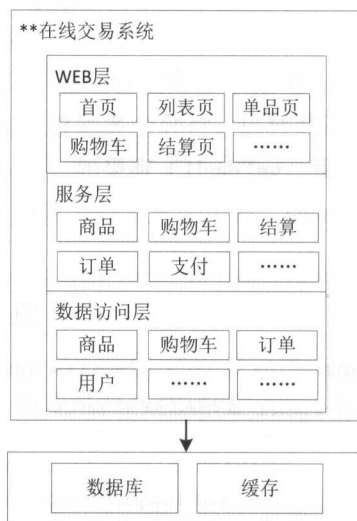 **在线交易系统
WEB层
首页 列表页 单品页
购物车 结算页 ……
服务层
商品 购物车 结算
订单 支付 ……
数据访问层
商品 购物车 订单
用户 …… ……
数据库 缓存